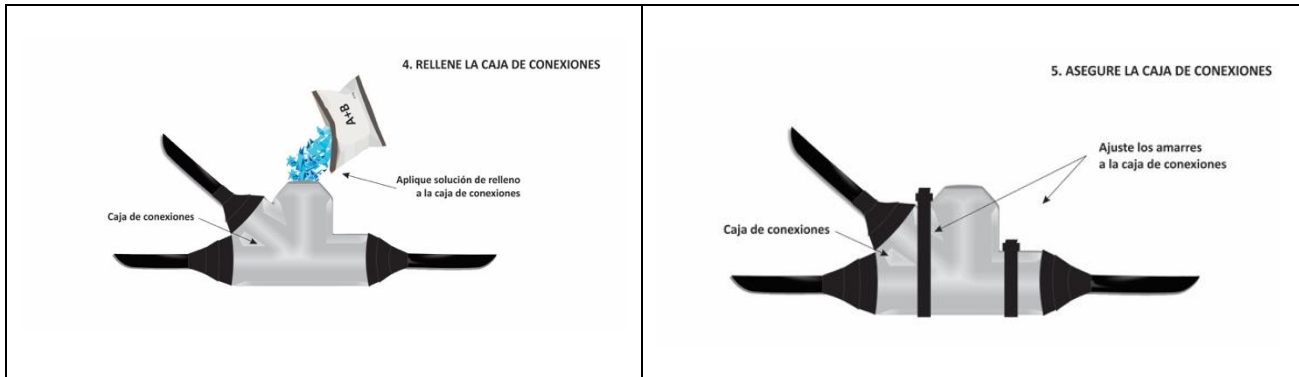 4. RELLENE LA CAJA DE CONEXIONES
A+B
Aplique solución de relleno
a la caja de conexiones
Caja de conexiones
5. ASEGURE LA CAJA DE CONEXIONES
Ajuste los amarres
a la caja de conexiones
Caja de conexiones